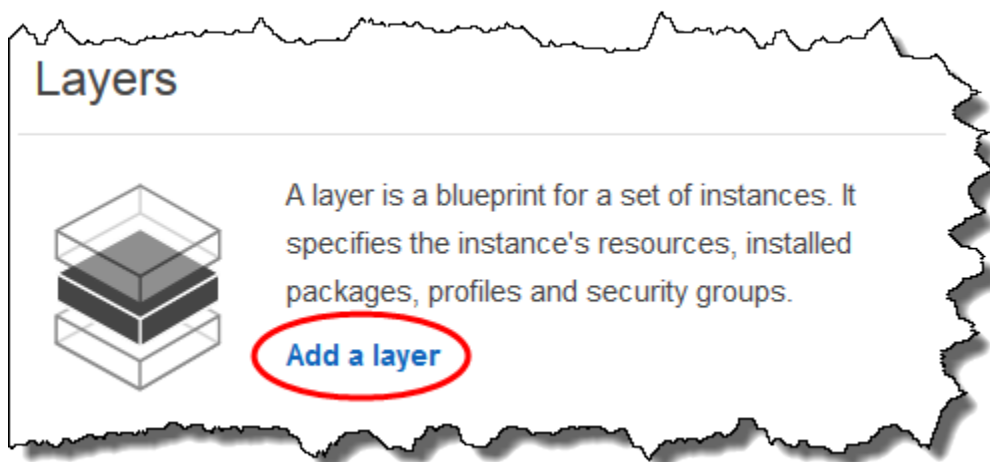 Layers
A layer is a blueprint for a set of instances. It
specifies the instance's resources, installed
packages, profiles and security groups.
Add a layer